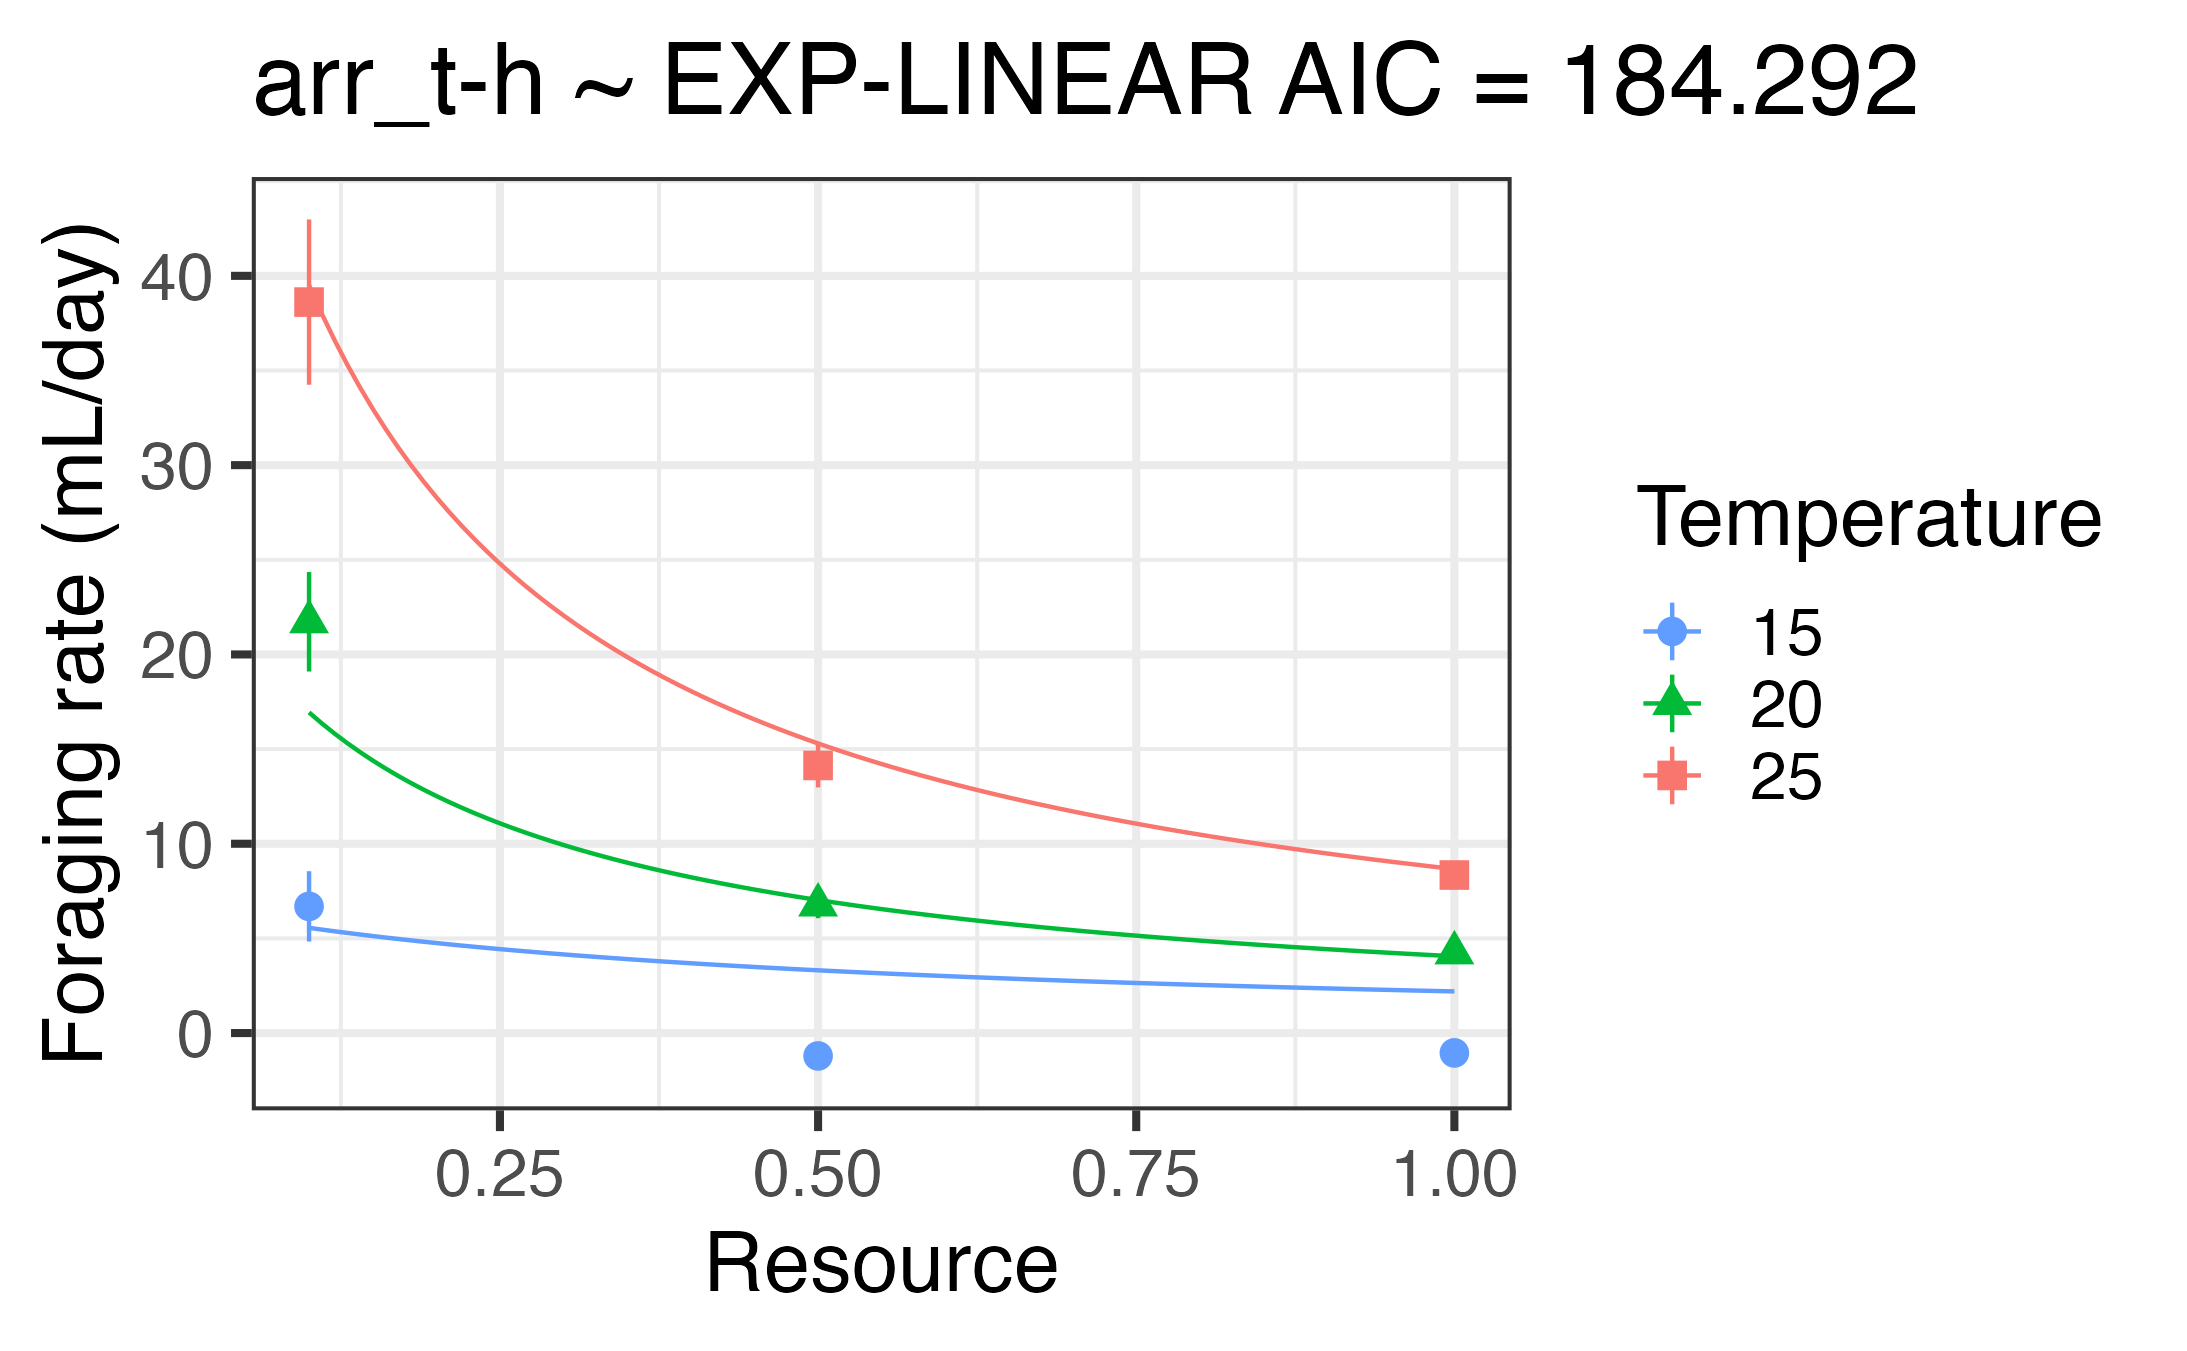 arr_t-h ~ EXP-LINEAR AIC = 184.292
Foraging rate (mL/day)
40
30
20
10
0
0.25 0.50 0.75 1.00
Resource
Temperature
15
20
25